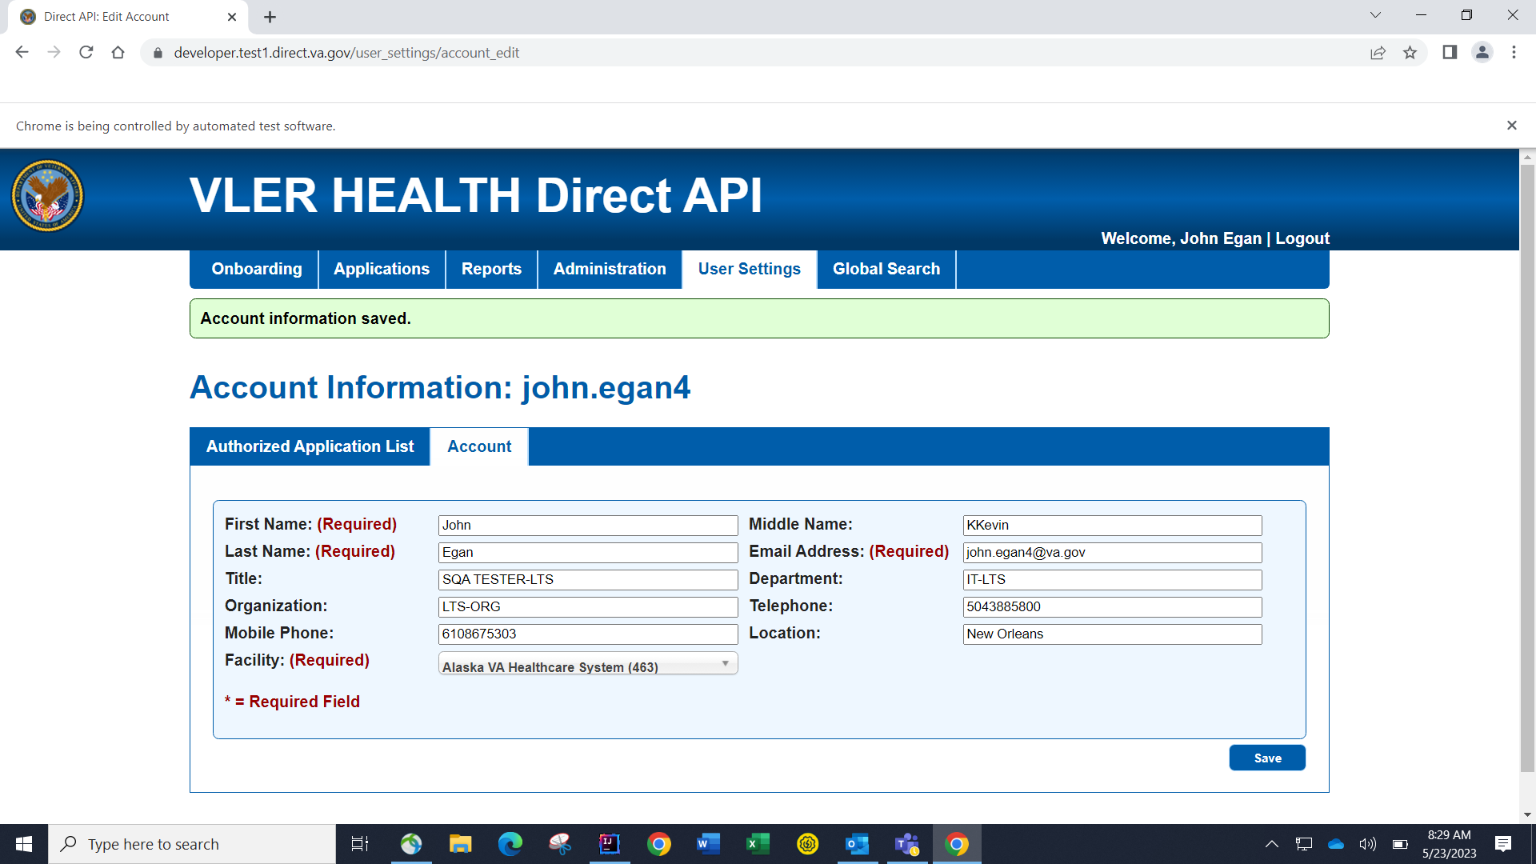 Direct API: Edit Account
developer.test1.direct.va.gov/user_settings/account_edit
Chrome is being controlled by automated test software.
VLER HEALTH Direct API
Welcome, John Egan | Logout
Onboarding Applications Reports Administration User Settings Global Search
Account information saved.
Account Information: john.egan4
Authorized Application List Account
First Name: (Required) John Middle Name: KKevin
Last Name: (Required) Egan Email Address: (Required) john.egan4@va.gov
Title: SQA TESTER-LTS Department: IT-LTS
Organization: LTS-ORG Telephone: 5043885800
Mobile Phone: 6108675303 Location: New Orleans
Facility: (Required) Alaska VA Healthcare System (463)
* = Required Field
Save
Type here to search
8:29 AM
5/23/2023